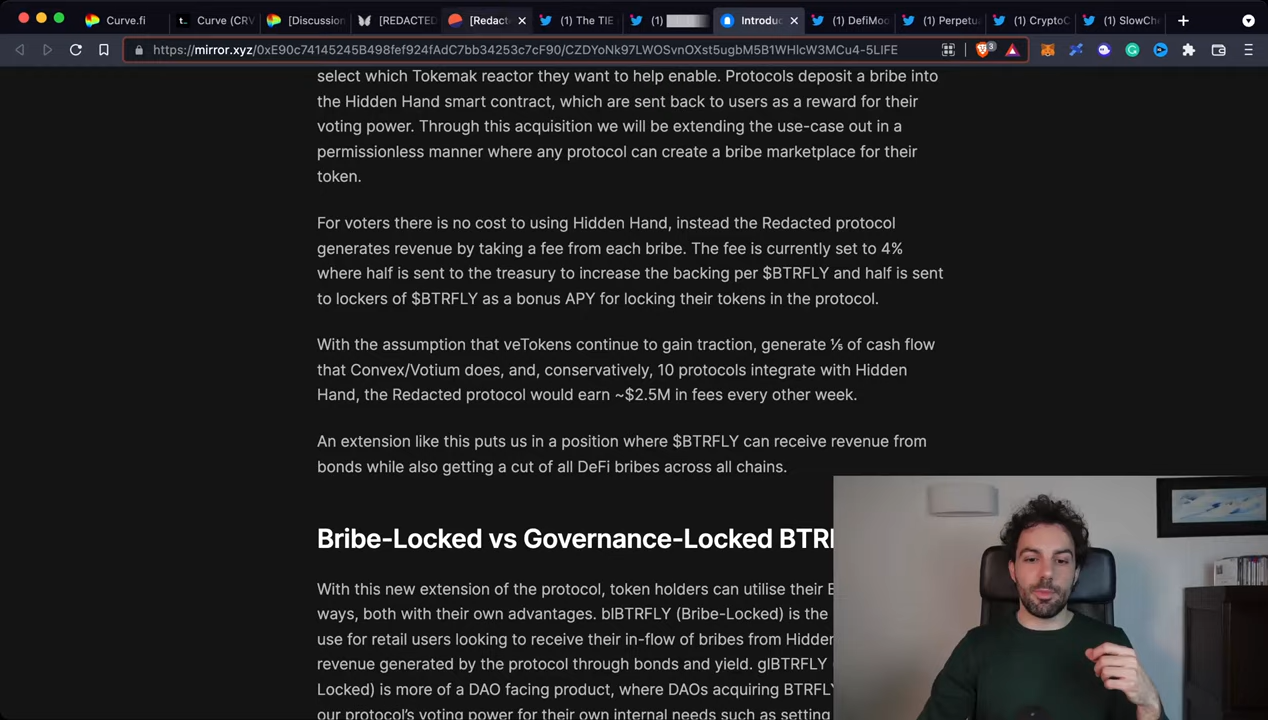 Curve.fi
Curve (CRV
[Discussion
[REDACTED
[Redact
(1) The TIE
(1)
Introduc
DefiMo
Perpetu
CryptoC
SlowChe
https://mirror.xyz/0xE90c74145245B498fef924fAdC7bb34253c7cF90/CZDYoNk97LWOSvnOXst5ugbM5B1WHlcW3MCu4-5LIFE
3
select which Tokemak reactor they want to help enable. Protocols deposit a bribe into
the Hidden Hand smart contract, which are sent back to users as a reward for their
voting power. Through this acquisition we will be extending the use-case out in a
permissionless manner where any protocol can create a bribe marketplace for their
token.
For voters there is no cost to using Hidden Hand, instead the Redacted protocol
generates revenue by taking a fee from each bribe. The fee is currently set to 4%
where half is sent to the treasury to increase the backing per $BTRFLY and half is sent
to lockers of $BTRFLY as a bonus APY for locking their tokens in the protocol.
With the assumption that veTokens continue to gain traction, generate ⅕ of cash flow
that Convex/Votium does, and, conservatively, 10 protocols integrate with Hidden
Hand, the Redacted protocol would earn ~$2.5M in fees every other week.
An extension like this puts us in a position where $BTRFLY can receive revenue from
bonds while also getting a cut of all DeFi bribes across all chains.
Bribe-Locked vs Governance-Locked BTR
With this new extension of the protocol, token holders can utilise their
ways, both with their own advantages. blBTRFLY (Bribe-Locked) is the
use for retail users looking to receive their in-flow of bribes from Hidden
revenue generated by the protocol through bonds and yield. glBTRFLY
Locked) is more of a DAO facing product, where DAOs acquiring BTRFLY
our protocol's voting power for their own internal needs such as setting